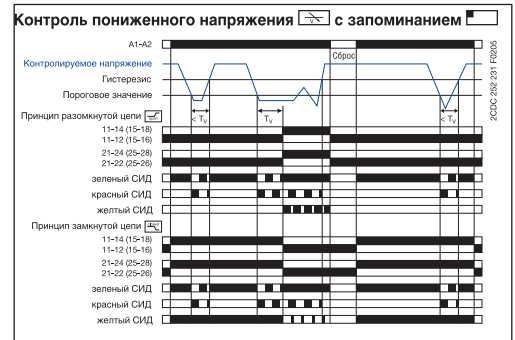 Контроль пониженного напряжения с запоминанием
A1-A2
Сброс
Контролируемое напряжение
Гистерезис
Пороговое значение
< Tv
Tv
< Tv
Принцип разомкнутой цепи
11-14 (15-18)
11-12 (15-16)
21-24 (25-28)
21-22 (25-26)
зеленый СИД
красный СИД
желтый СИД
Принцип замкнутой цепи
11-14 (15-18)
11-12 (15-16)
21-24 (25-28)
21-22 (25-26)
зеленый СИД
красный СИД
желтый СИД
2CDC 252 231 F0205